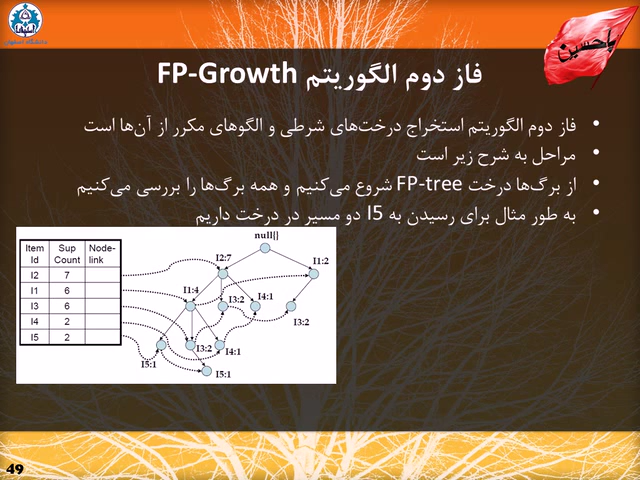 دانشگاه اصفهان
یاحسین
فاز دوم الگوریتم FP-Growth
• فاز دوم الگوریتم استخراج درخت‌های شرطی و الگوهای مکرر از آن‌ها است
• مراحل به شرح زیر است
• از برگ‌ها درخت FP-tree شروع می‌کنیم و همه برگ‌ها را بررسی می‌کنیم
• به طور مثال برای رسیدن به I5 دو مسیر در درخت داریم
Item Id Sup Count Node-link
I2 7
I1 6
I3 6
I4 2
I5 2
null{}
I2:7
I1:2
I1:4
I3:2
I4:1
I3:2
I5:1
I3:2
I4:1
I5:1
49